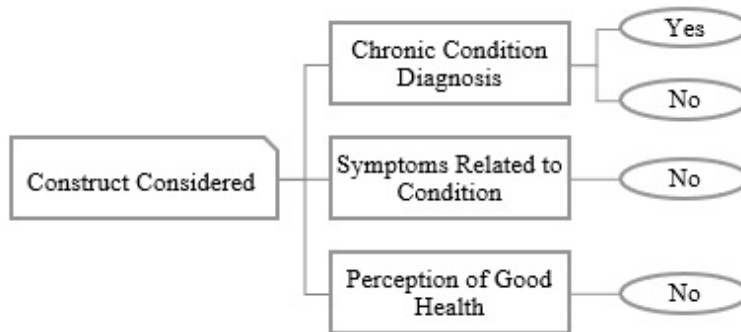 Chronic Condition
Diagnosis
Yes
No
Construct Considered
Symptoms Related to
Condition
No
Perception of Good
Health
No